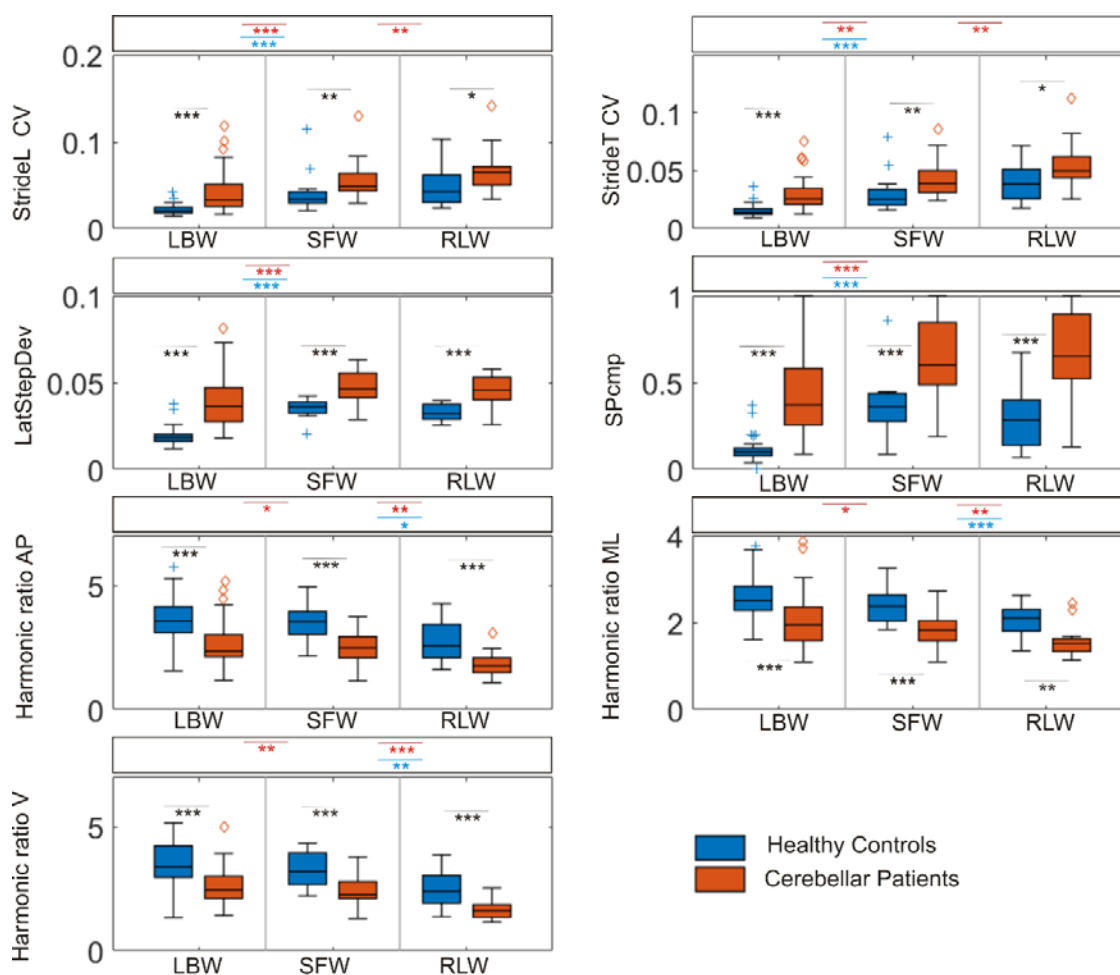 *** **
***
0.2
0.1
0
StrideL CV
*** ** *
LBW SFW RLW
** **
***
0.1
0.05
0
StrideT CV
*** ** *
LBW SFW RLW
***
***
0.1
0.05
0
LatStepDev
*** *** ***
LBW SFW RLW
***
***
1
0.5
0
SPcmp
*** *** ***
LBW SFW RLW
* **
*
5
0
Harmonic ratio AP
*** *** ***
LBW SFW RLW
* **
***
4
2
0
Harmonic ratio ML
*** *** **
LBW SFW RLW
** ***
**
5
0
Harmonic ratio V
*** *** ***
LBW SFW RLW
Healthy Controls
Cerebellar Patients